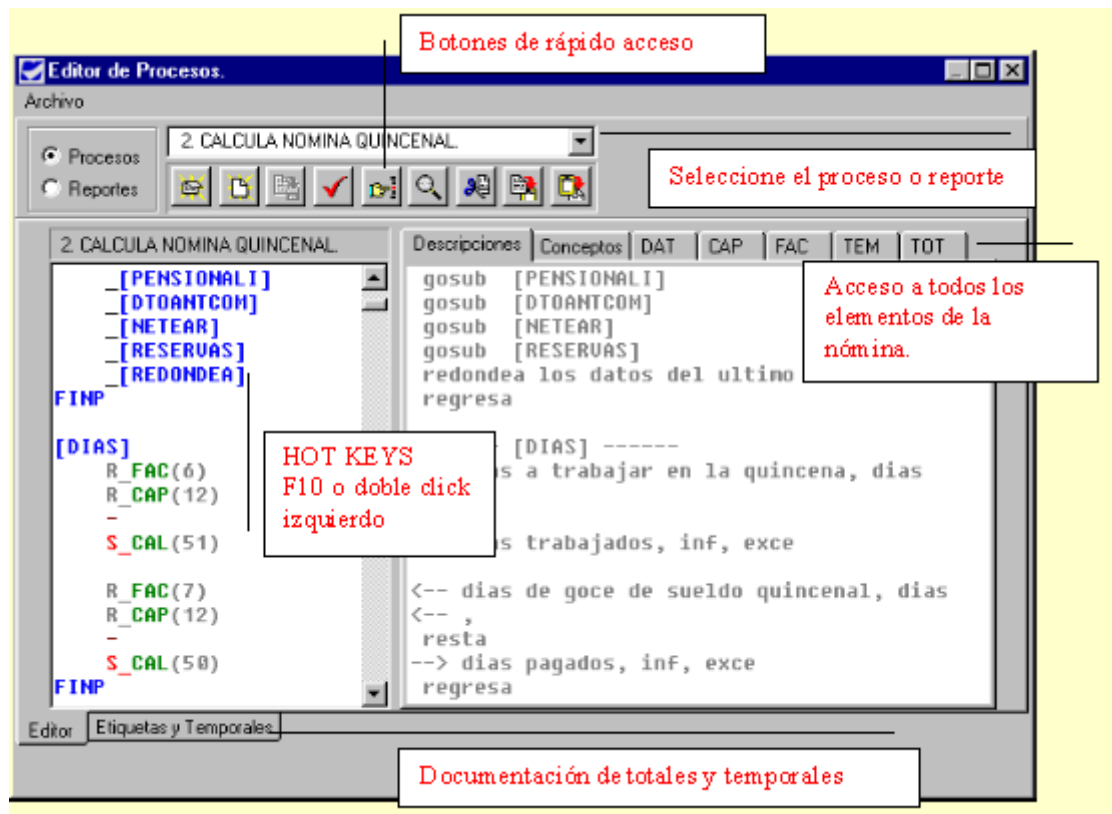 Botones de rápido acceso
Editor de Procesos.
Archivo
Procesos
Reportes
2. CALCULA NOMINA QUINCENAL.
Seleccione el proceso o reporte
2. CALCULA NOMINA QUINCENAL.
_[PENSIONALI]
_[DTOANTCOM]
_[NETEAR]
_[RESERVAS]
_[REDONDEA]
FINP
[DIAS]
R_FAC(6)
R_CAP(12)
-
S_CAL(51)
R_FAC(7)
R_CAP(12)
-
S_CAL(50)
FINP
HOT KEYS
F10 o doble click
izquierdo
Descripciones Conceptos DAT CAP FAC TEM TOT
gosub [PENSIONALI]
gosub [DTOANTCOM]
gosub [NETEAR]
gosub [RESERVAS]
redondea los datos del ultimo
regresa
[DIAS] ------
s a trabajar en la quincena, dias
s trabajados, inf, exce
<-- dias de goce de sueldo quincenal, dias
<-- ,
resta
--> dias pagados, inf, exce
regresa
Acceso a todos los
elementos de la
nómina.
Editor Etiquetas y Temporales
Documentación de totales y temporales